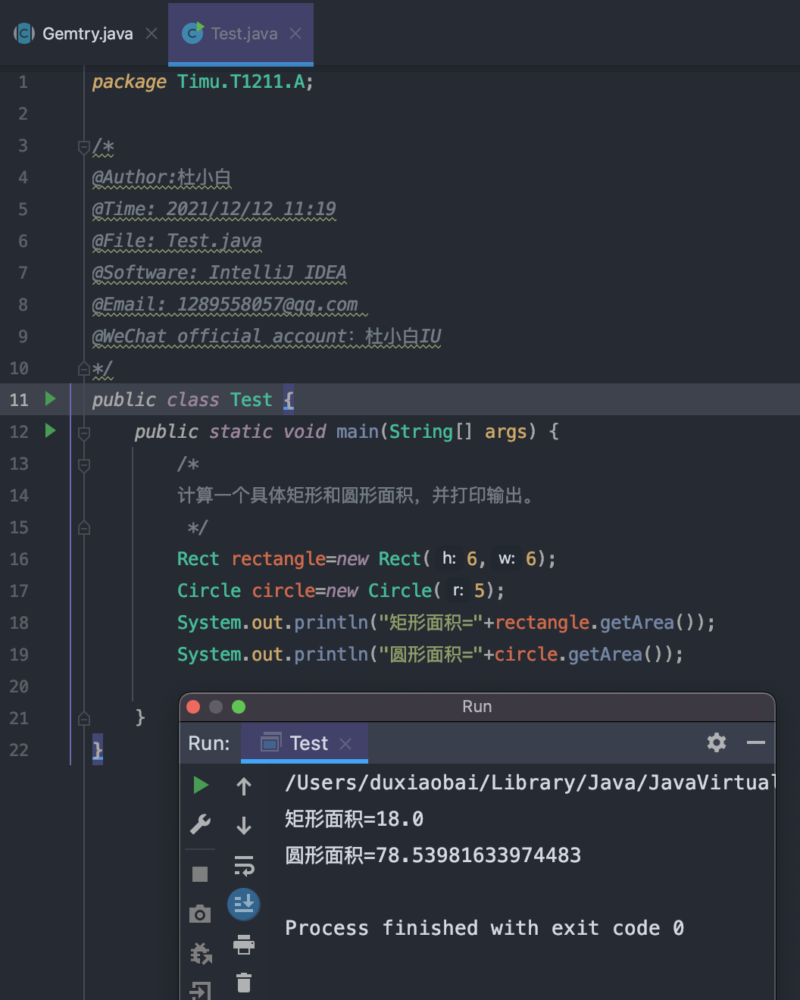 Gemtry.java
Test.java
1 package Timu.T1211.A;
2
3 /*
4 @Author:杜小白
5 @Time: 2021/12/12 11:19
6 @File: Test.java
7 @Software: IntelliJ IDEA
8 @Email: 1289558057@qq.com
9 @WeChat official account：杜小白IU
10 */
11 public class Test {
12 public static void main(String[] args) {
13 /*
14 计算一个具体矩形和圆形面积，并打印输出。
15 */
16 Rect rectangle=new Rect( h: 6, w: 6);
17 Circle circle=new Circle( r: 5);
18 System.out.println("矩形面积="+rectangle.getArea());
19 System.out.println("圆形面积="+circle.getArea());
20
21 }
22 }
Run
Run: Test
/Users/duxiaobai/Library/Java/JavaVirtual
矩形面积=18.0
圆形面积=78.53981633974483
Process finished with exit code 0